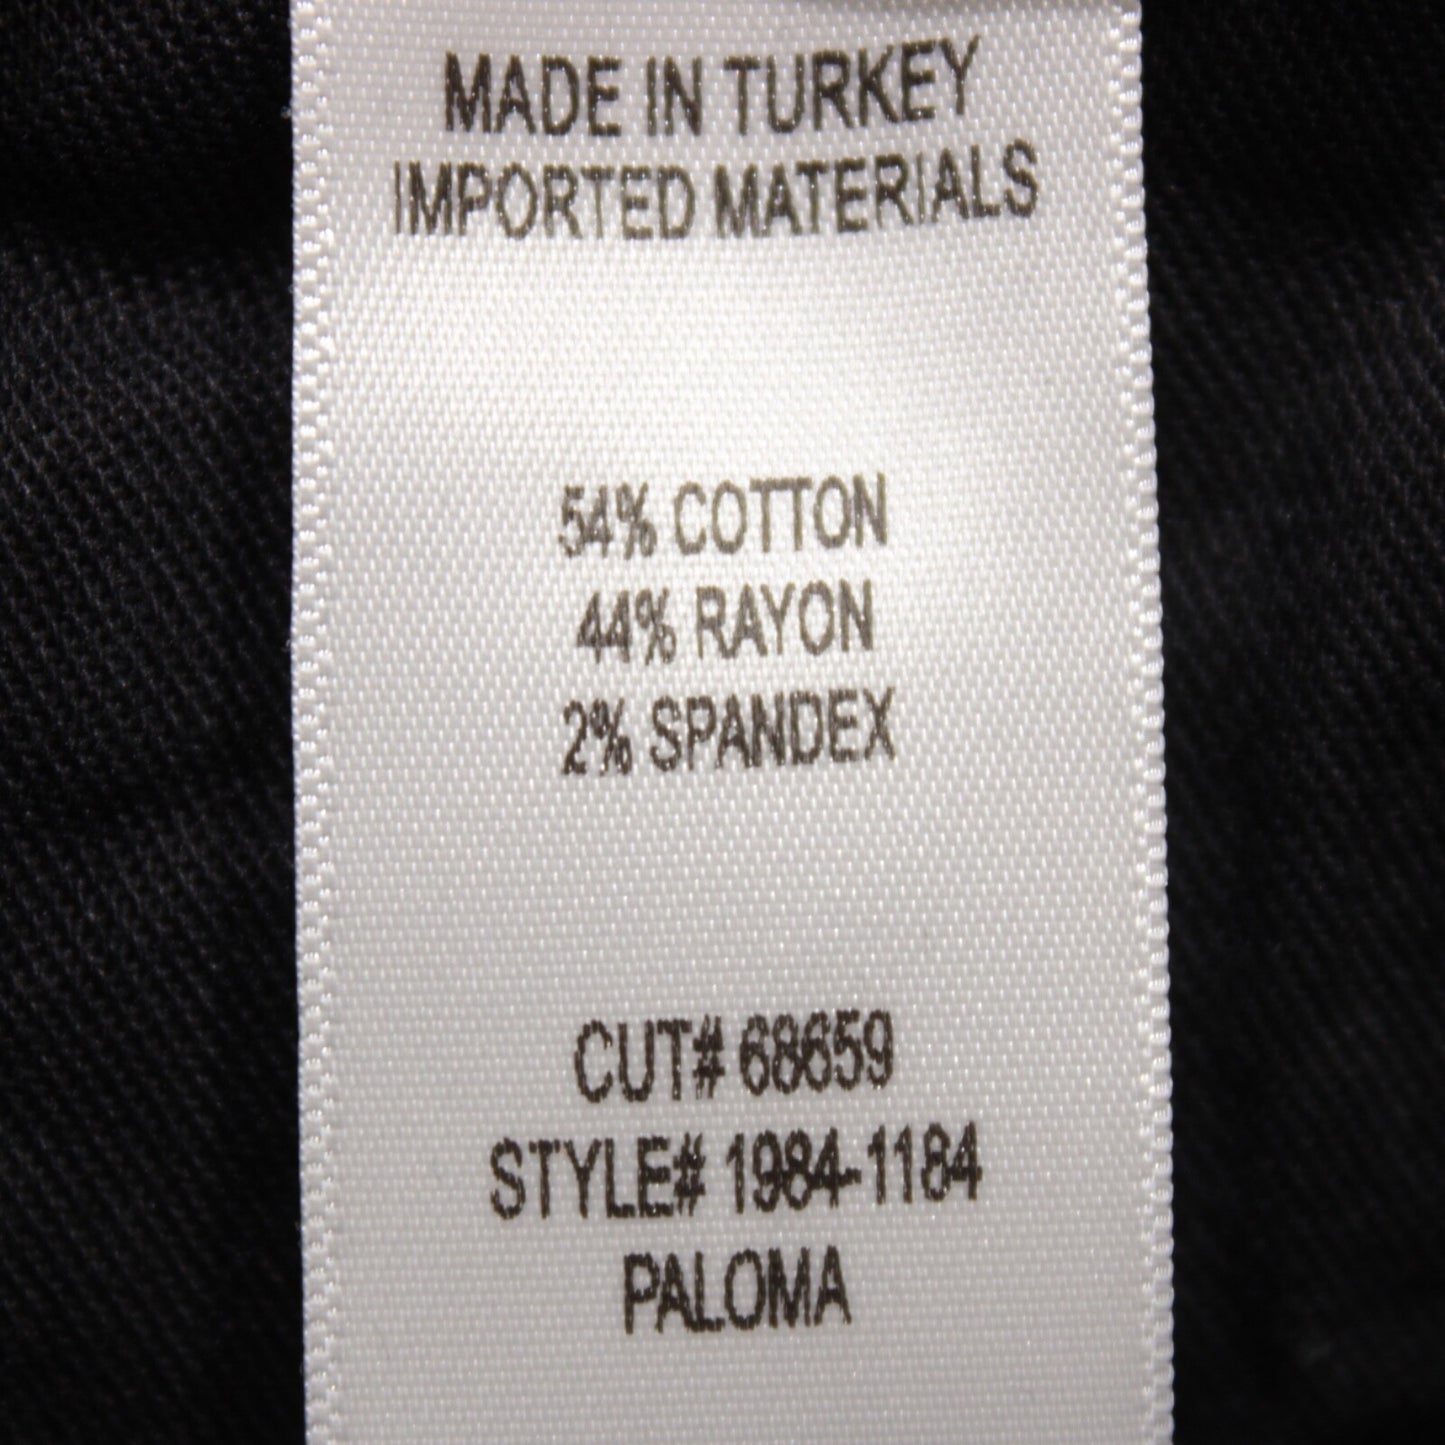 MADE IN TURKEY
IMPORTED MATERIALS
54% COTTON
44% RAYON
2% SPANDEX
CUT# 68659
STYLE# 1984-1184
PALOMA